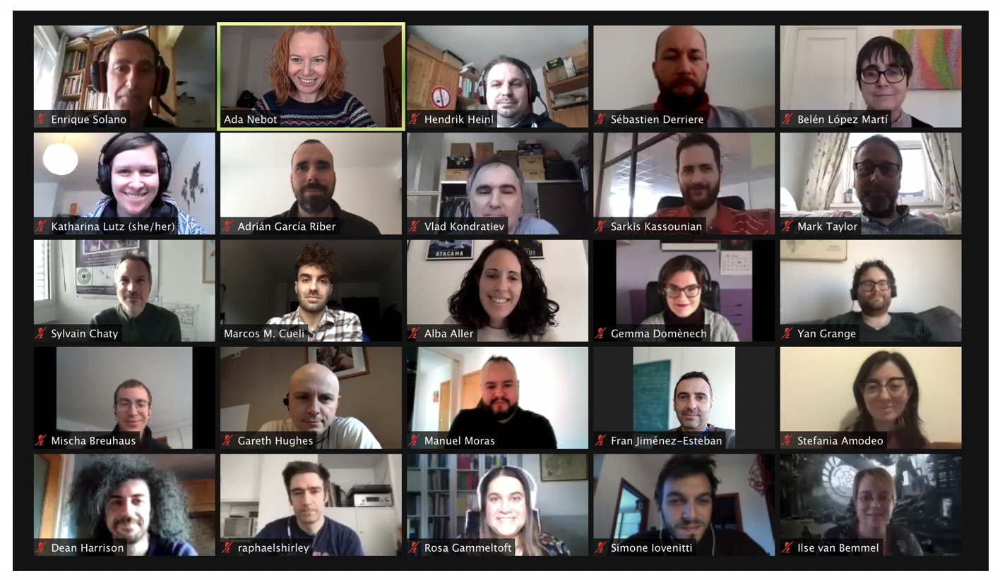 Enrique Solano
Ada Nebot
Hendrik Heinl
Sébastien Derriere
Belén López Martí
Katharina Lutz (she/her)
Adrián García Riber
Vlad Kondratiev
Sarkis Kassounian
Mark Taylor
ATACAMA
Sylvain Chaty
Marcos M. Cueli
Alba Aller
Gemma Domènech
Yan Grange
Mischa Breuhaus
Gareth Hughes
Manuel Moras
Fran Jiménez-Esteban
Stefania Amodeo
Dean Harrison
raphaelshirley
Rosa Gammeltoft
Simone Iovenitti
Ilse van Bemmel